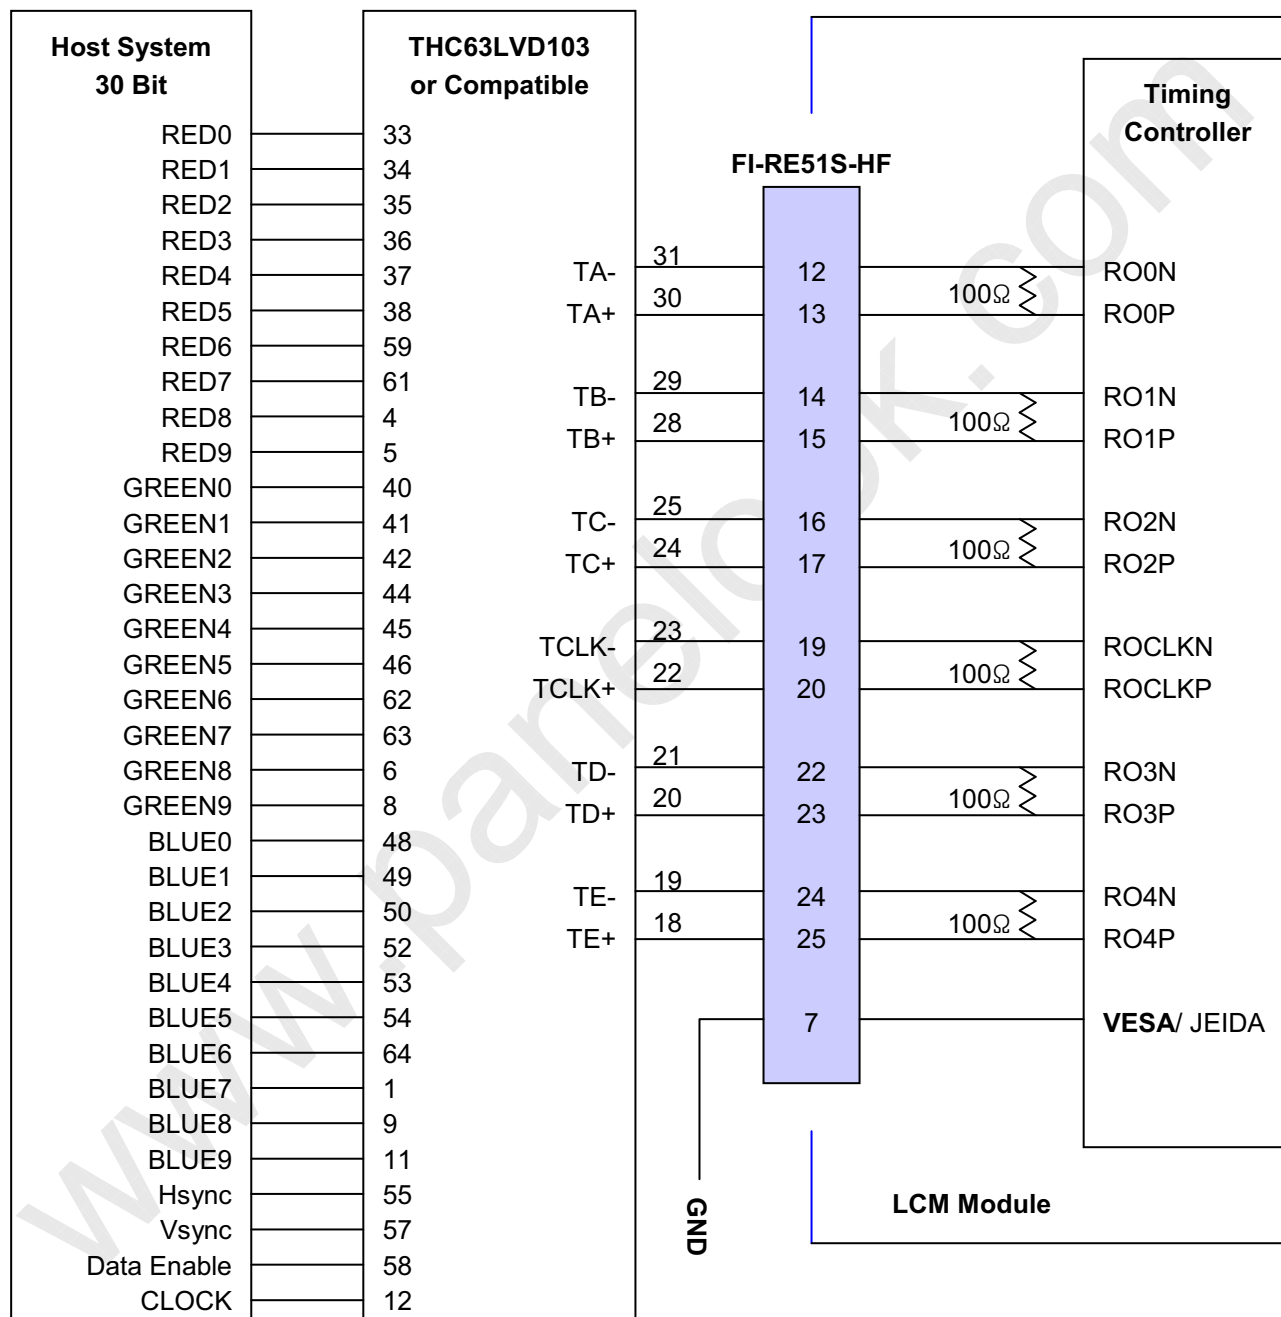 Host System
30 Bit
THC63LVD103
or Compatible
Timing
Controller
FI-RE51S-HF
RED0 33
RED1 34
RED2 35
RED3 36
RED4 37
RED5 38
RED6 59
RED7 61
RED8 4
RED9 5
GREEN0 40
GREEN1 41
GREEN2 42
GREEN3 44
GREEN4 45
GREEN5 46
GREEN6 62
GREEN7 63
GREEN8 6
GREEN9 8
BLUE0 48
BLUE1 49
BLUE2 50
BLUE3 52
BLUE4 53
BLUE5 54
BLUE6 64
BLUE7 1
BLUE8 9
BLUE9 11
Hsync 55
Vsync 57
Data Enable 58
CLOCK 12
TA- 31 12 RO0N
100Ω
TA+ 30 13 RO0P
TB- 29 14 RO1N
100Ω
TB+ 28 15 RO1P
TC- 25 16 RO2N
100Ω
TC+ 24 17 RO2P
TCLK- 23 19 ROCLKN
100Ω
TCLK+ 22 20 ROCLKP
TD- 21 22 RO3N
100Ω
TD+ 20 23 RO3P
TE- 19 24 RO4N
100Ω
TE+ 18 25 RO4P
7 VESA/ JEIDA
GND
LCM Module
www.panelook.com